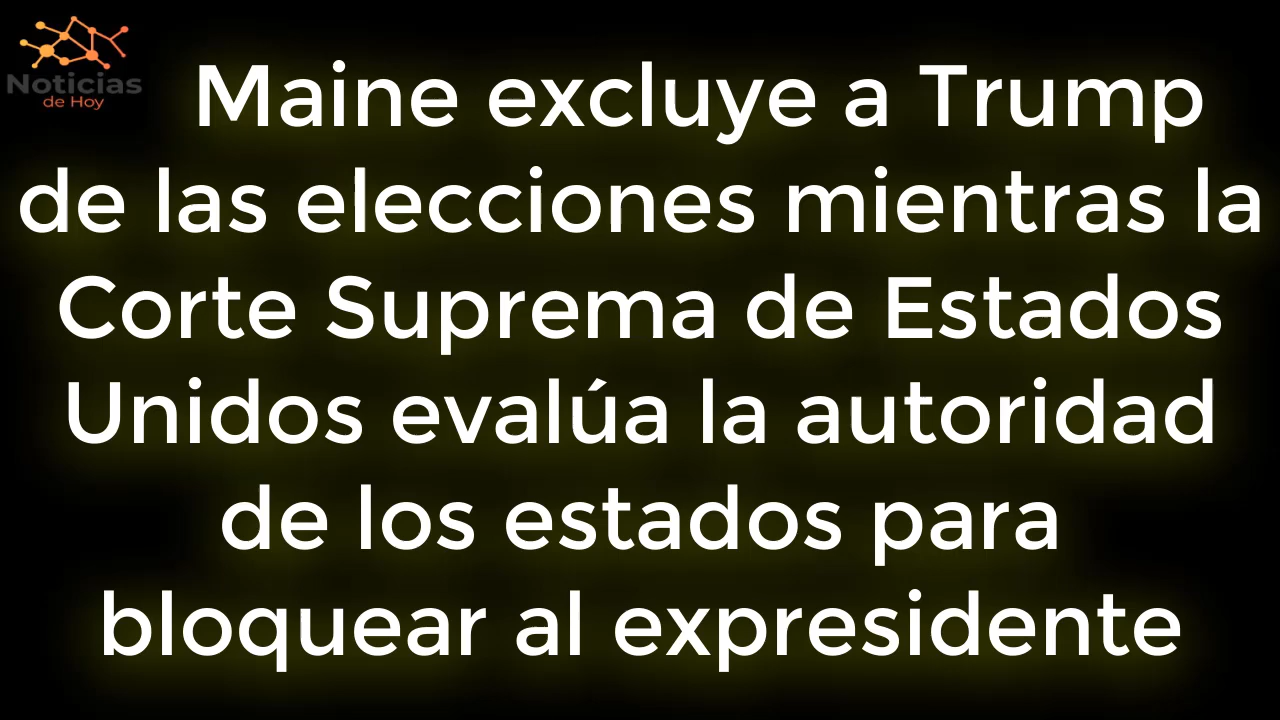 Noticias
de Hoy
Maine excluye a Trump
de las elecciones mientras la
Corte Suprema de Estados
Unidos evalúa la autoridad
de los estados para
bloquear al expresidente